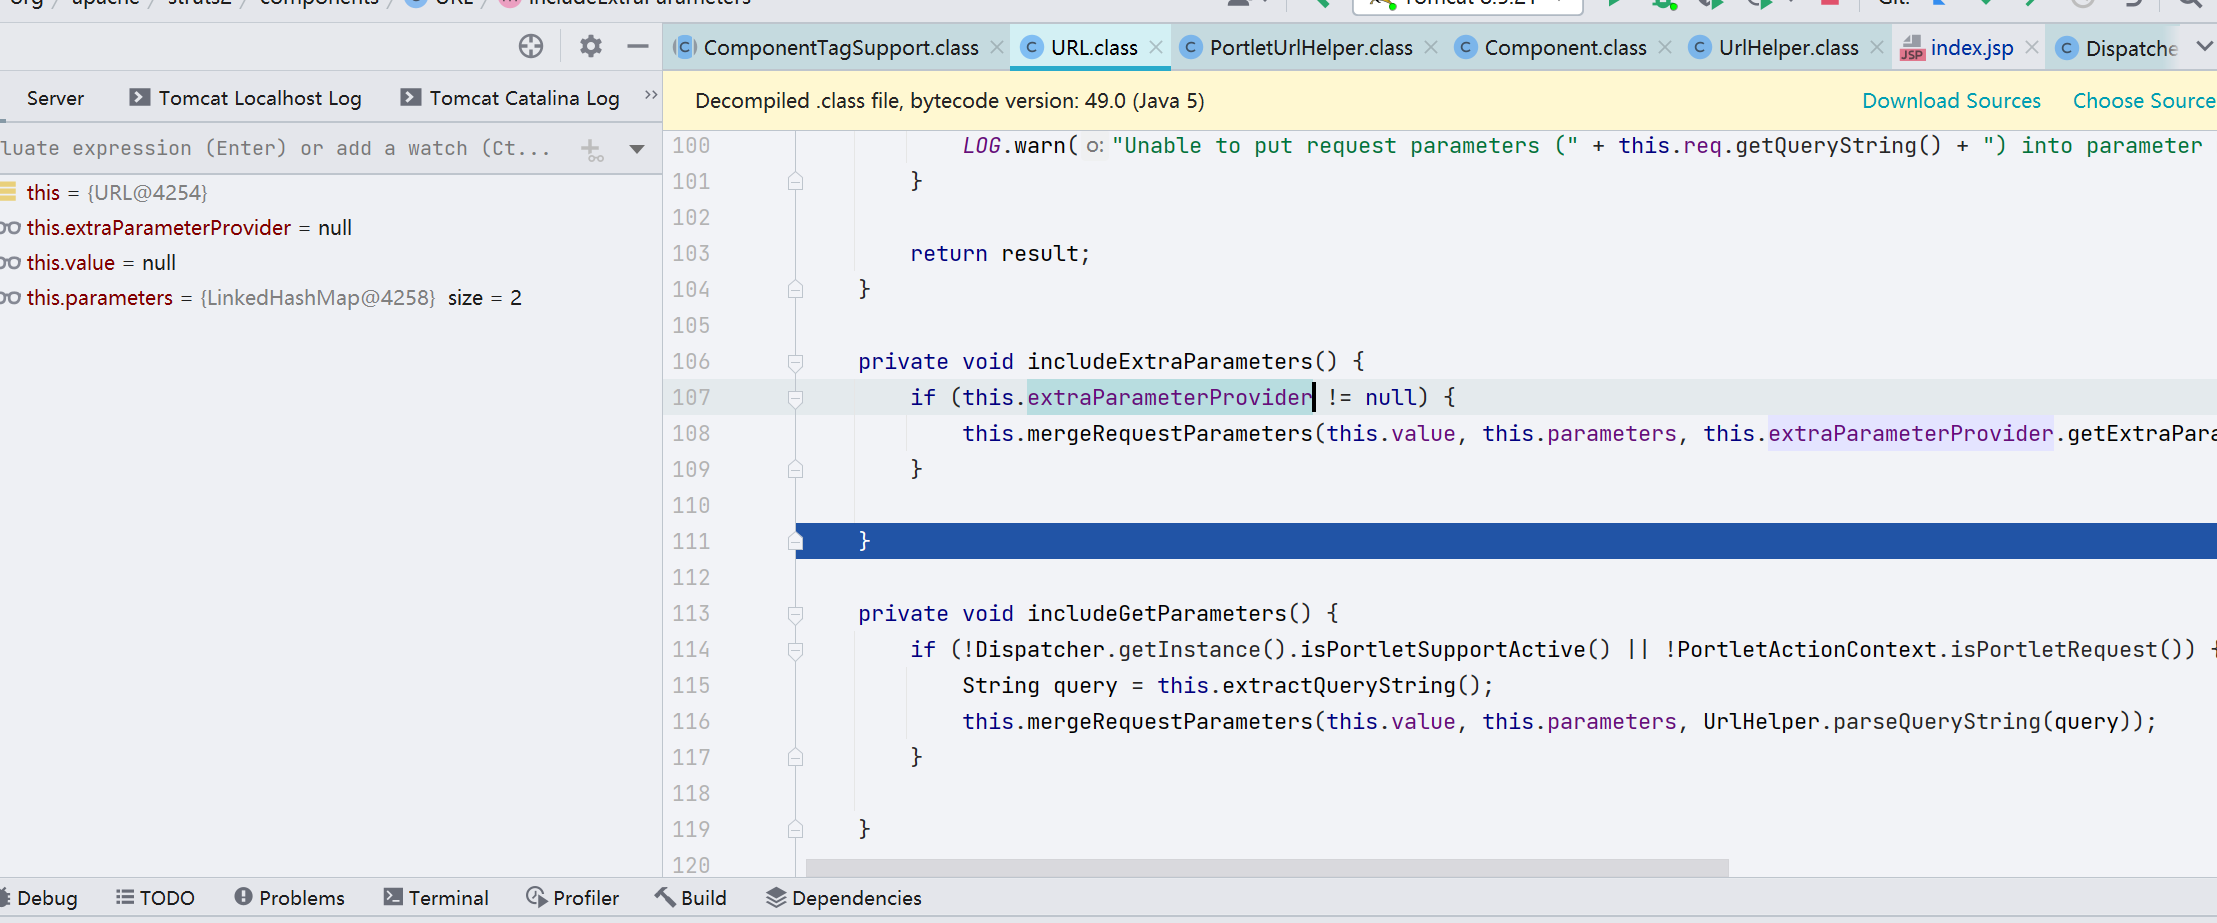 org / apache / struts2 / components / URL / includeExtraParameters
Tomcat 8.5.21
Git:
ComponentTagSupport.class
URL.class
PortletUrlHelper.class
Component.class
UrlHelper.class
index.jsp
Dispatche
Server
Tomcat Localhost Log
Tomcat Catalina Log
Decompiled .class file, bytecode version: 49.0 (Java 5)
Download Sources
Choose Source
luate expression (Enter) or add a watch (Ct...
this = {URL@4254}
this.extraParameterProvider = null
this.value = null
this.parameters = {LinkedHashMap@4258} size = 2
100 LOG.warn( o: "Unable to put request parameters (" + this.req.getQueryString() + ") into parameter
101 }
102
103 return result;
104 }
105
106 private void includeExtraParameters() {
107 if (this.extraParameterProvider != null) {
108 this.mergeRequestParameters(this.value, this.parameters, this.extraParameterProvider.getExtraPara
109 }
110
111 }
112
113 private void includeGetParameters() {
114 if (!Dispatcher.getInstance().isPortletSupportActive() || !PortletActionContext.isPortletRequest()) {
115 String query = this.extractQueryString();
116 this.mergeRequestParameters(this.value, this.parameters, UrlHelper.parseQueryString(query));
117 }
118
119 }
120
Debug
TODO
Problems
Terminal
Profiler
Build
Dependencies